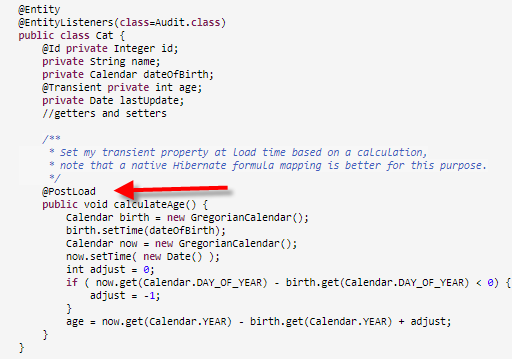 @Entity
@EntityListeners(class=Audit.class)
public class Cat {
@Id private Integer id;
private String name;
private Calendar dateOfBirth;
@Transient private int age;
private Date lastUpdate;
//getters and setters
/**
* Set my transient property at load time based on a calculation,
* note that a native Hibernate formula mapping is better for this purpose.
*/
@PostLoad
public void calculateAge() {
Calendar birth = new GregorianCalendar();
birth.setTime(dateOfBirth);
Calendar now = new GregorianCalendar();
now.setTime( new Date() );
int adjust = 0;
if ( now.get(Calendar.DAY_OF_YEAR) - birth.get(Calendar.DAY_OF_YEAR) < 0) {
adjust = -1;
}
age = now.get(Calendar.YEAR) - birth.get(Calendar.YEAR) + adjust;
}
}